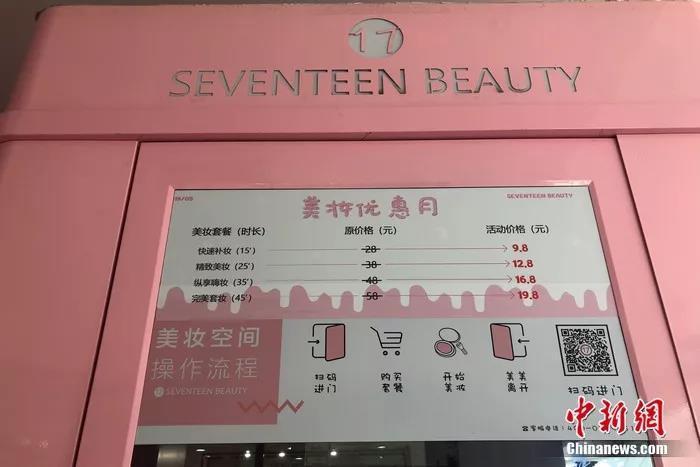 17
SEVENTEEN BEAUTY
美妆优惠月
SEVENTEEN BEAUTY
美妆套餐（时长） 原价格（元） 活动价格（元）
快速补妆（15'） 28 9.8
精致美妆（25'） 38 12.8
纵享嗨妆（35'） 48 16.8
完美套妆（45'） 58 19.8
美妆空间
操作流程
17 SEVENTEEN BEAUTY
扫码进门
购买套餐
开始美妆
美美离开
扫码进门
中新网
Chinanews.com